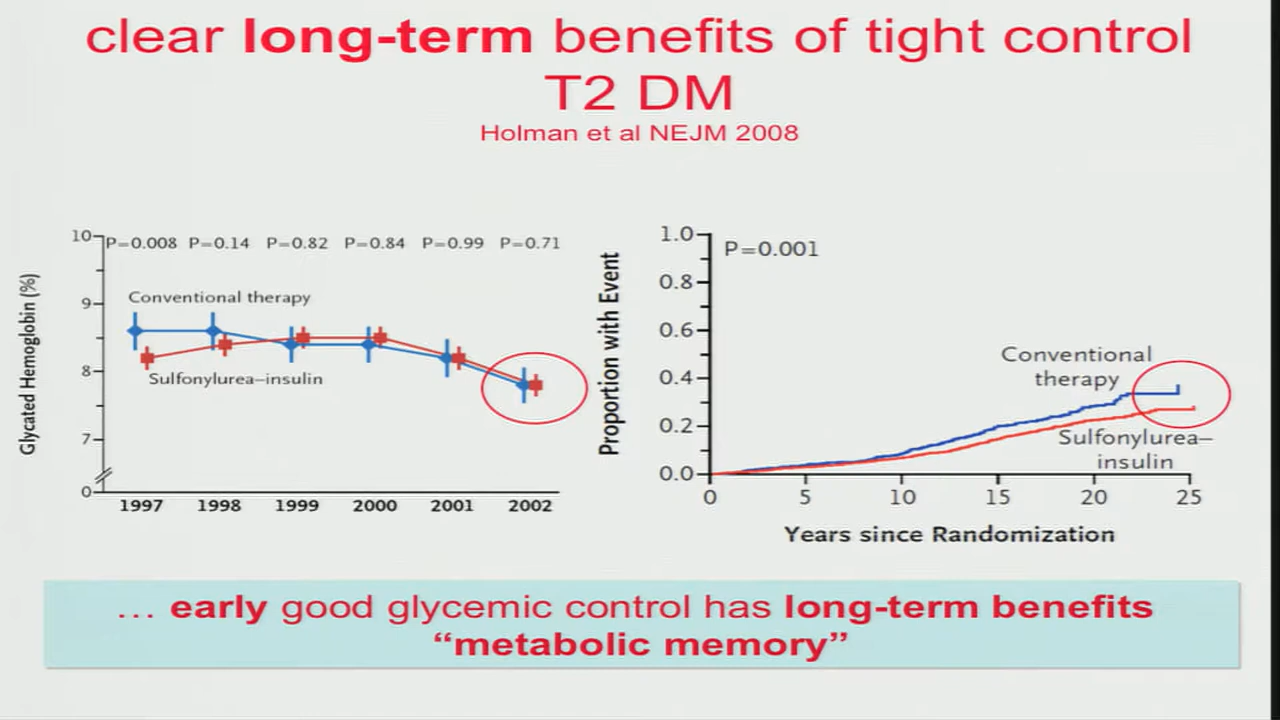 clear long-term benefits of tight control
T2 DM
Holman et al NEJM 2008
10
P=0.008 P=0.14 P=0.82 P=0.84 P=0.99 P=0.71
Conventional therapy
9
8
Sulfonylurea–insulin
7
0
Glycated Hemoglobin (%)
1997 1998 1999 2000 2001 2002
1.0
P=0.001
0.8
0.6
Conventional
therapy
0.4
0.2
Sulfonylurea–
insulin
0.0
Proportion with Event
0 5 10 15 20 25
Years since Randomization
... early good glycemic control has long-term benefits
“metabolic memory”